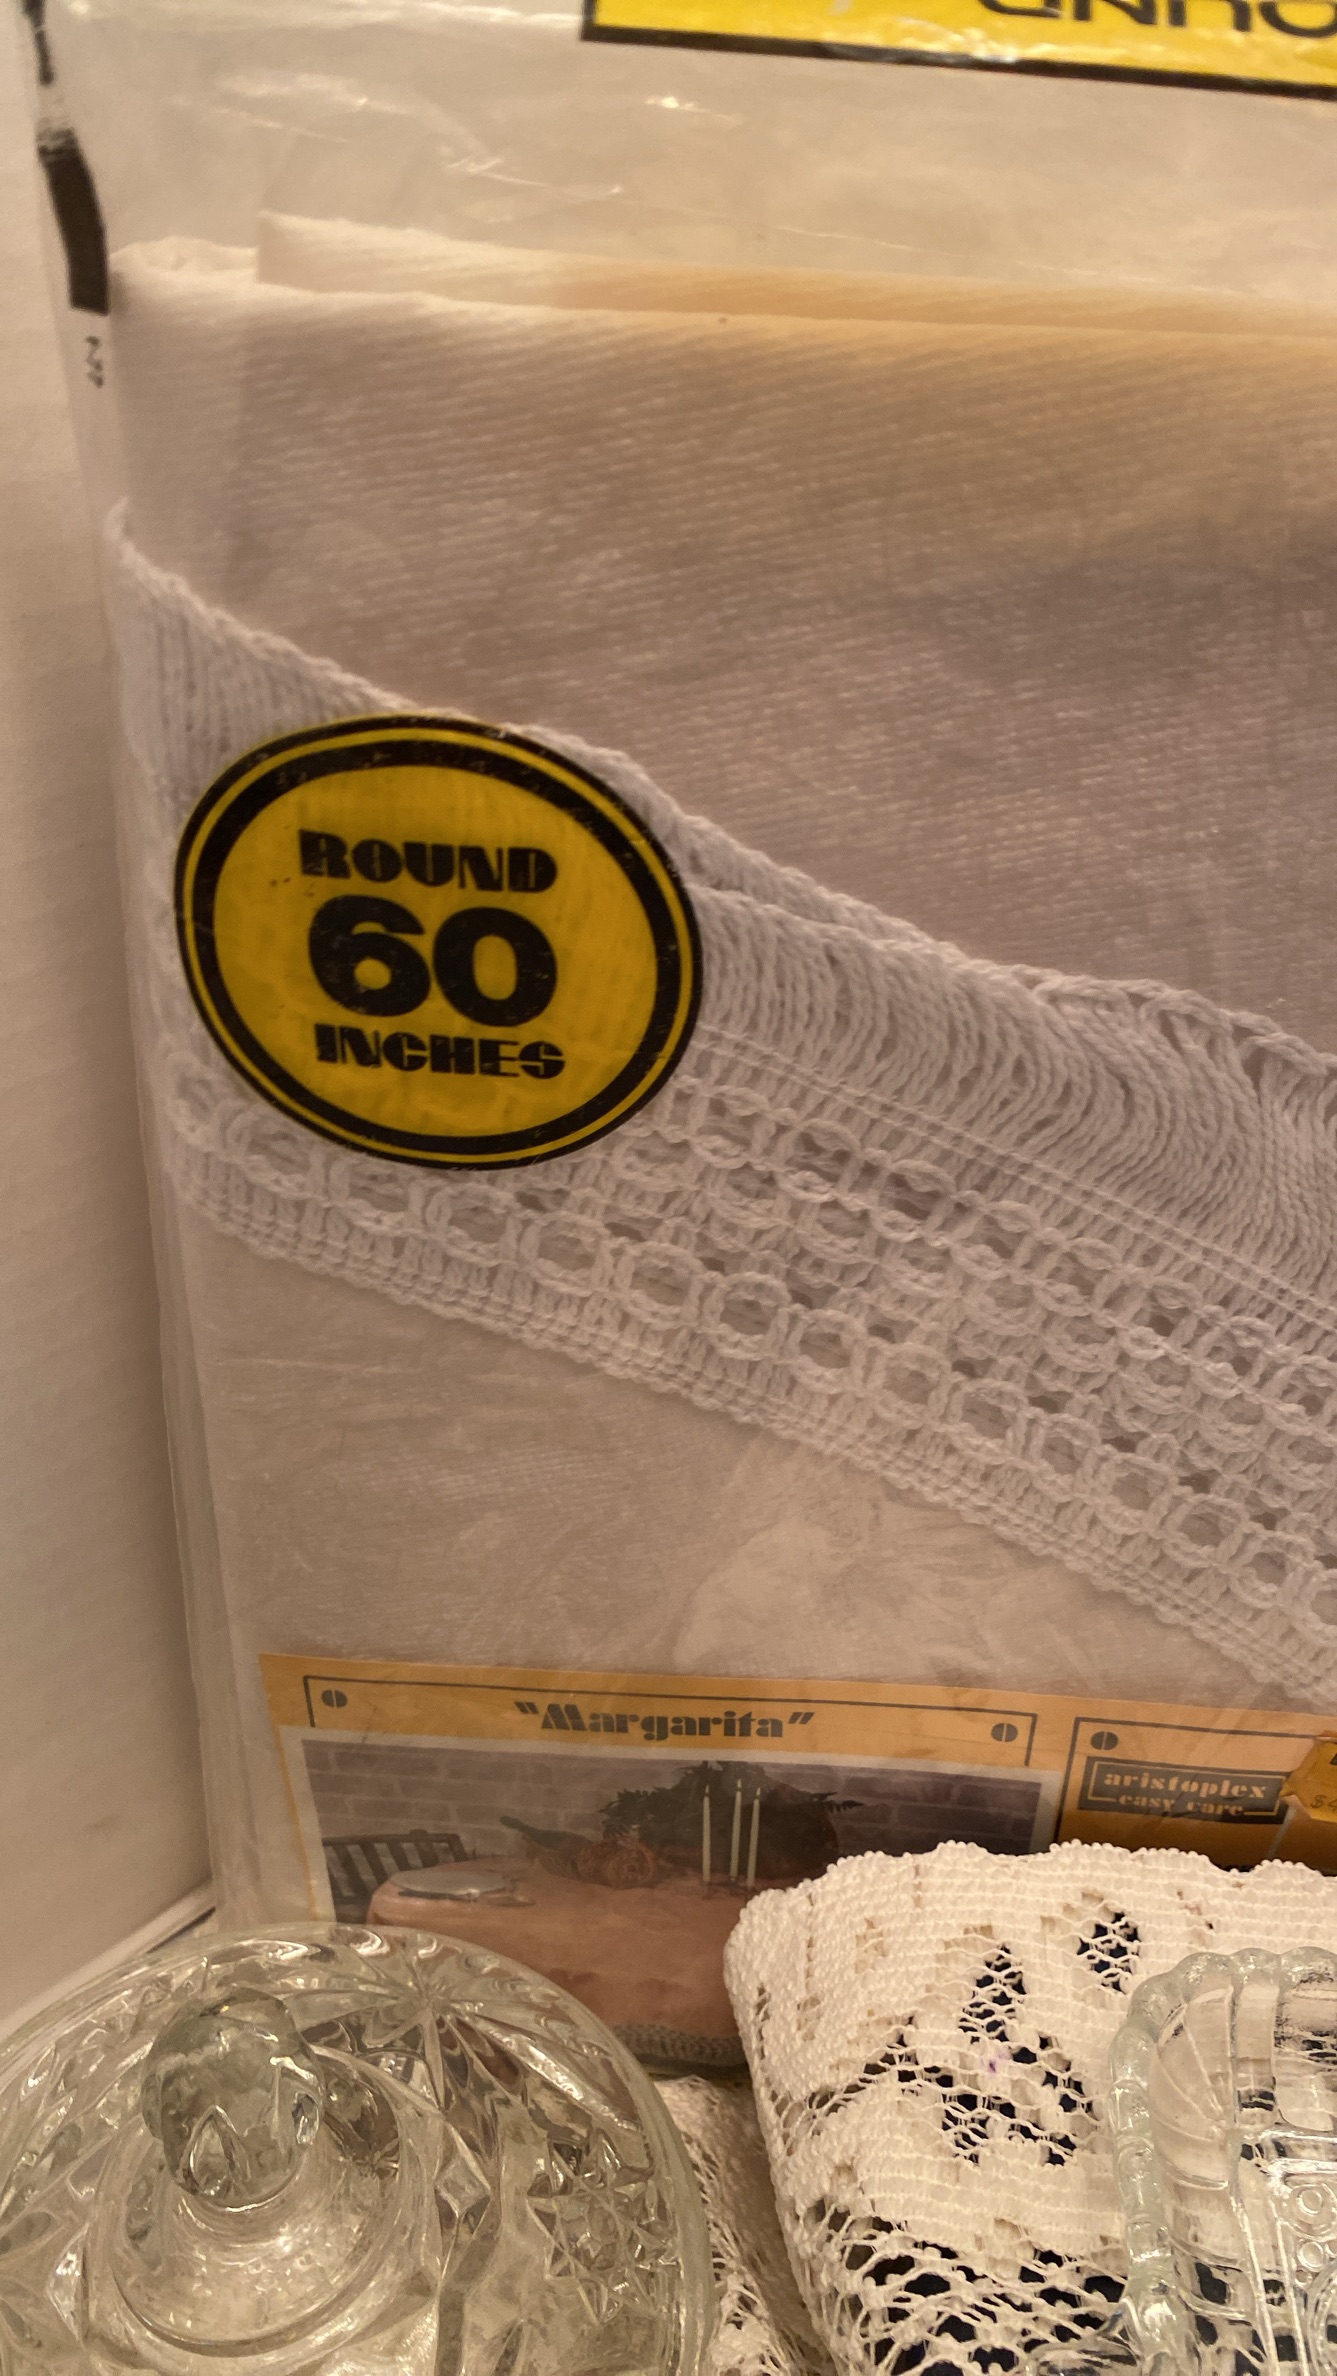 ROUND
60
INCHES
"Margarita"
aristoplex
easy care